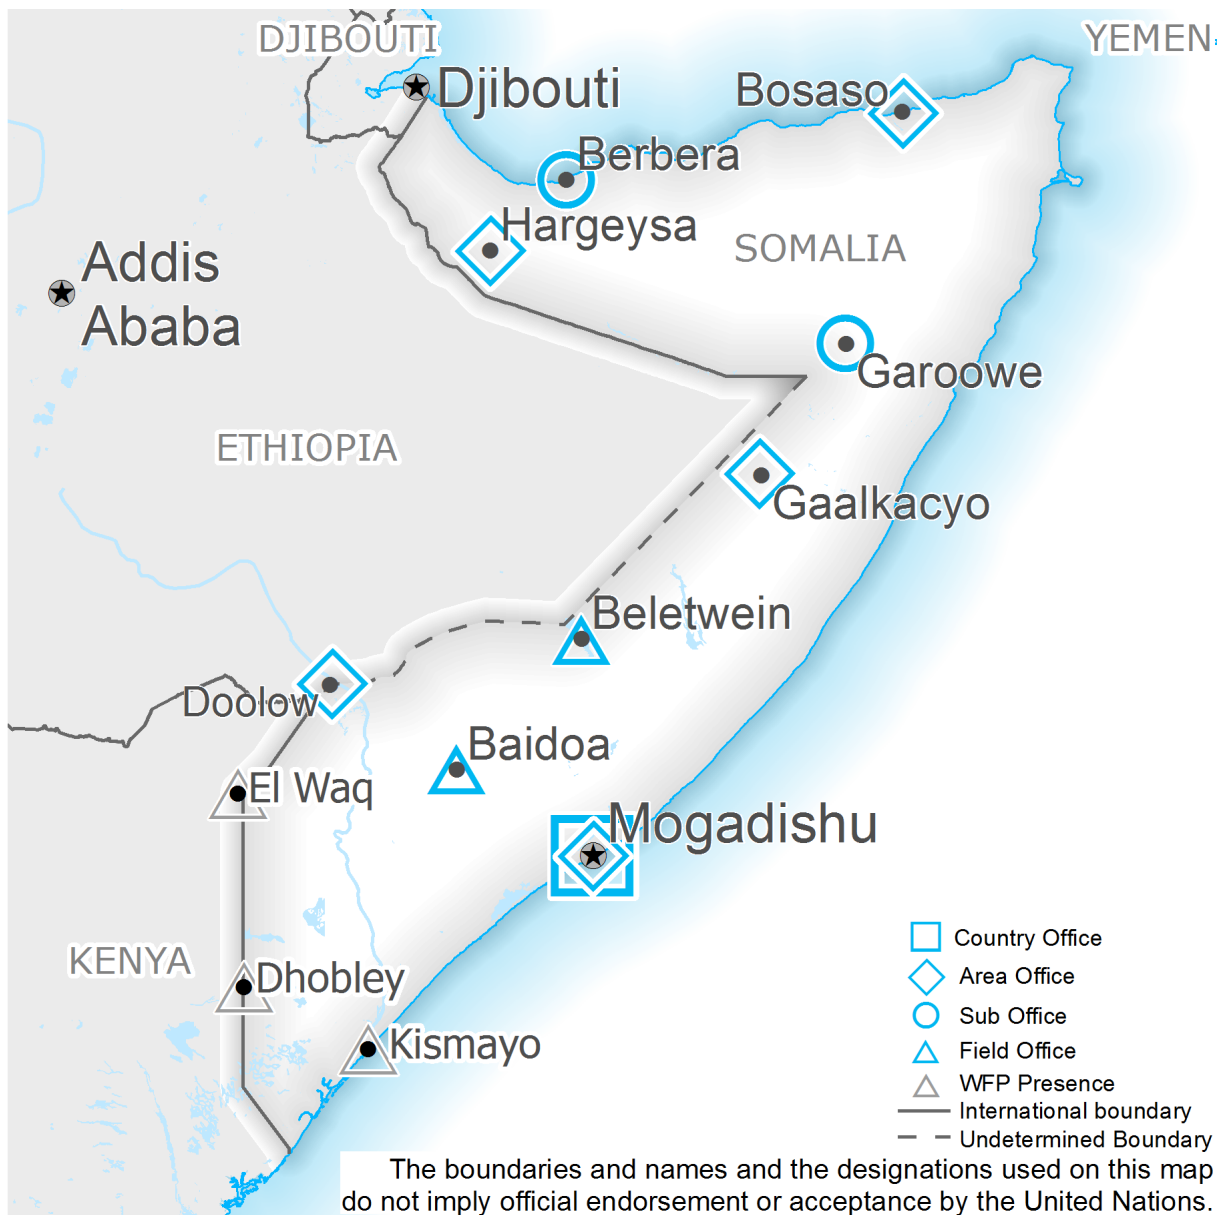 DJIBOUTI
YEMEN
Djibouti
Bosaso
Berbera
Hargeysa
SOMALIA
Addis
Ababa
Garoowe
ETHIOPIA
Gaalkacyo
Beletwein
Doolow
Baidoa
El Waq
Mogadishu
KENYA
Dhobley
Kismayo
Country Office
Area Office
Sub Office
Field Office
WFP Presence
International boundary
Undetermined Boundary
The boundaries and names and the designations used on this map
do not imply official endorsement or acceptance by the United Nations.